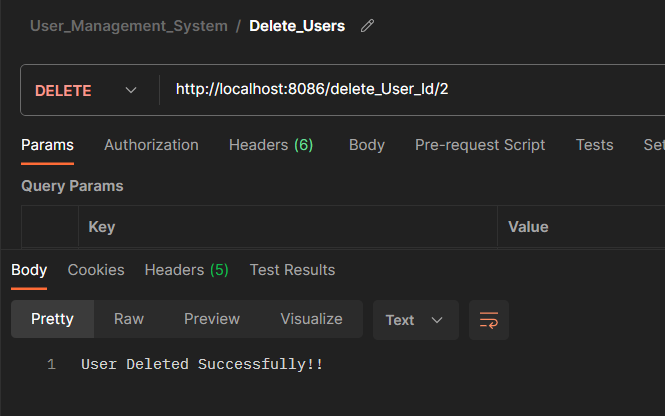 User_Management_System / Delete_Users
DELETE http://localhost:8086/delete_User_Id/2
Params Authorization Headers (6) Body Pre-request Script Tests Set
Query Params
Key Value
Body Cookies Headers (5) Test Results
Pretty Raw Preview Visualize Text
1 User Deleted Successfully!!